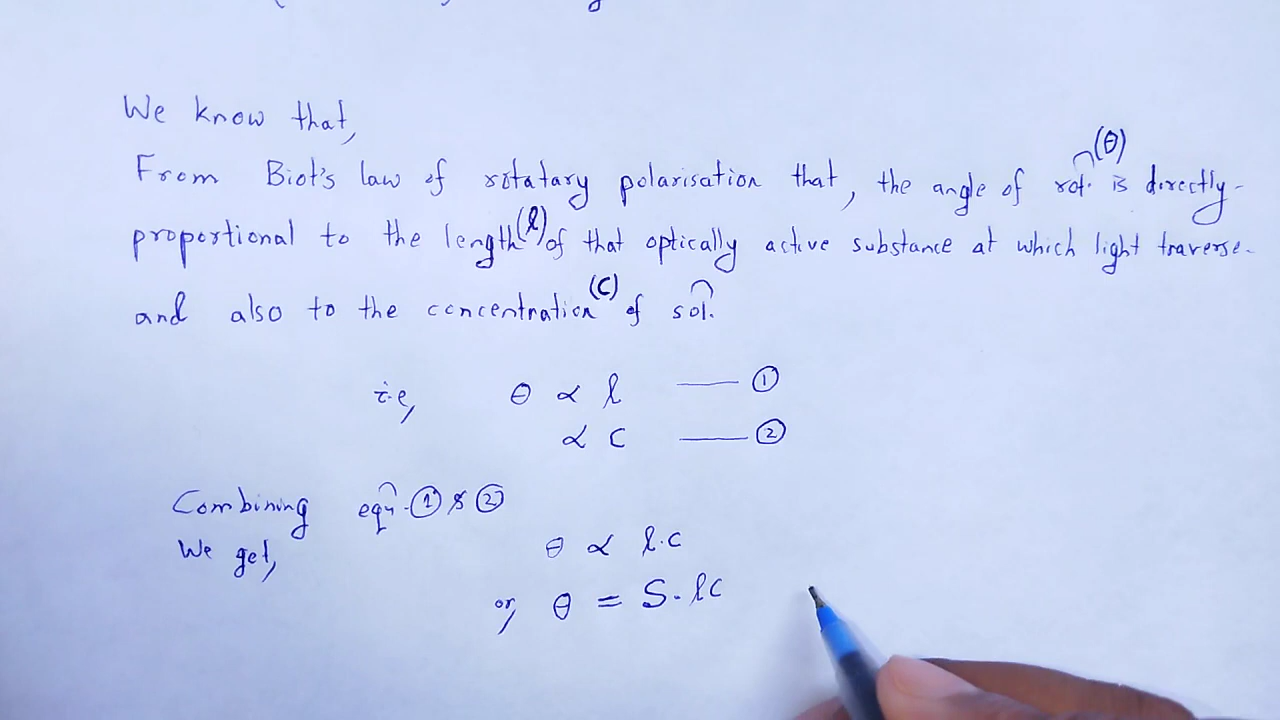 We know that,
From Biot's law of rotatary polarisation that, the angle of rot. (θ) is directly-
proportional to the length (l) of that optically active substance at which light traverse-
and also to the concentration (C) of sol.
i.e, θ ∝ l —— ①
∝ C —— ②
Combining eqn. ① & ②
We get,
θ ∝ l.c
or, θ = S. lC